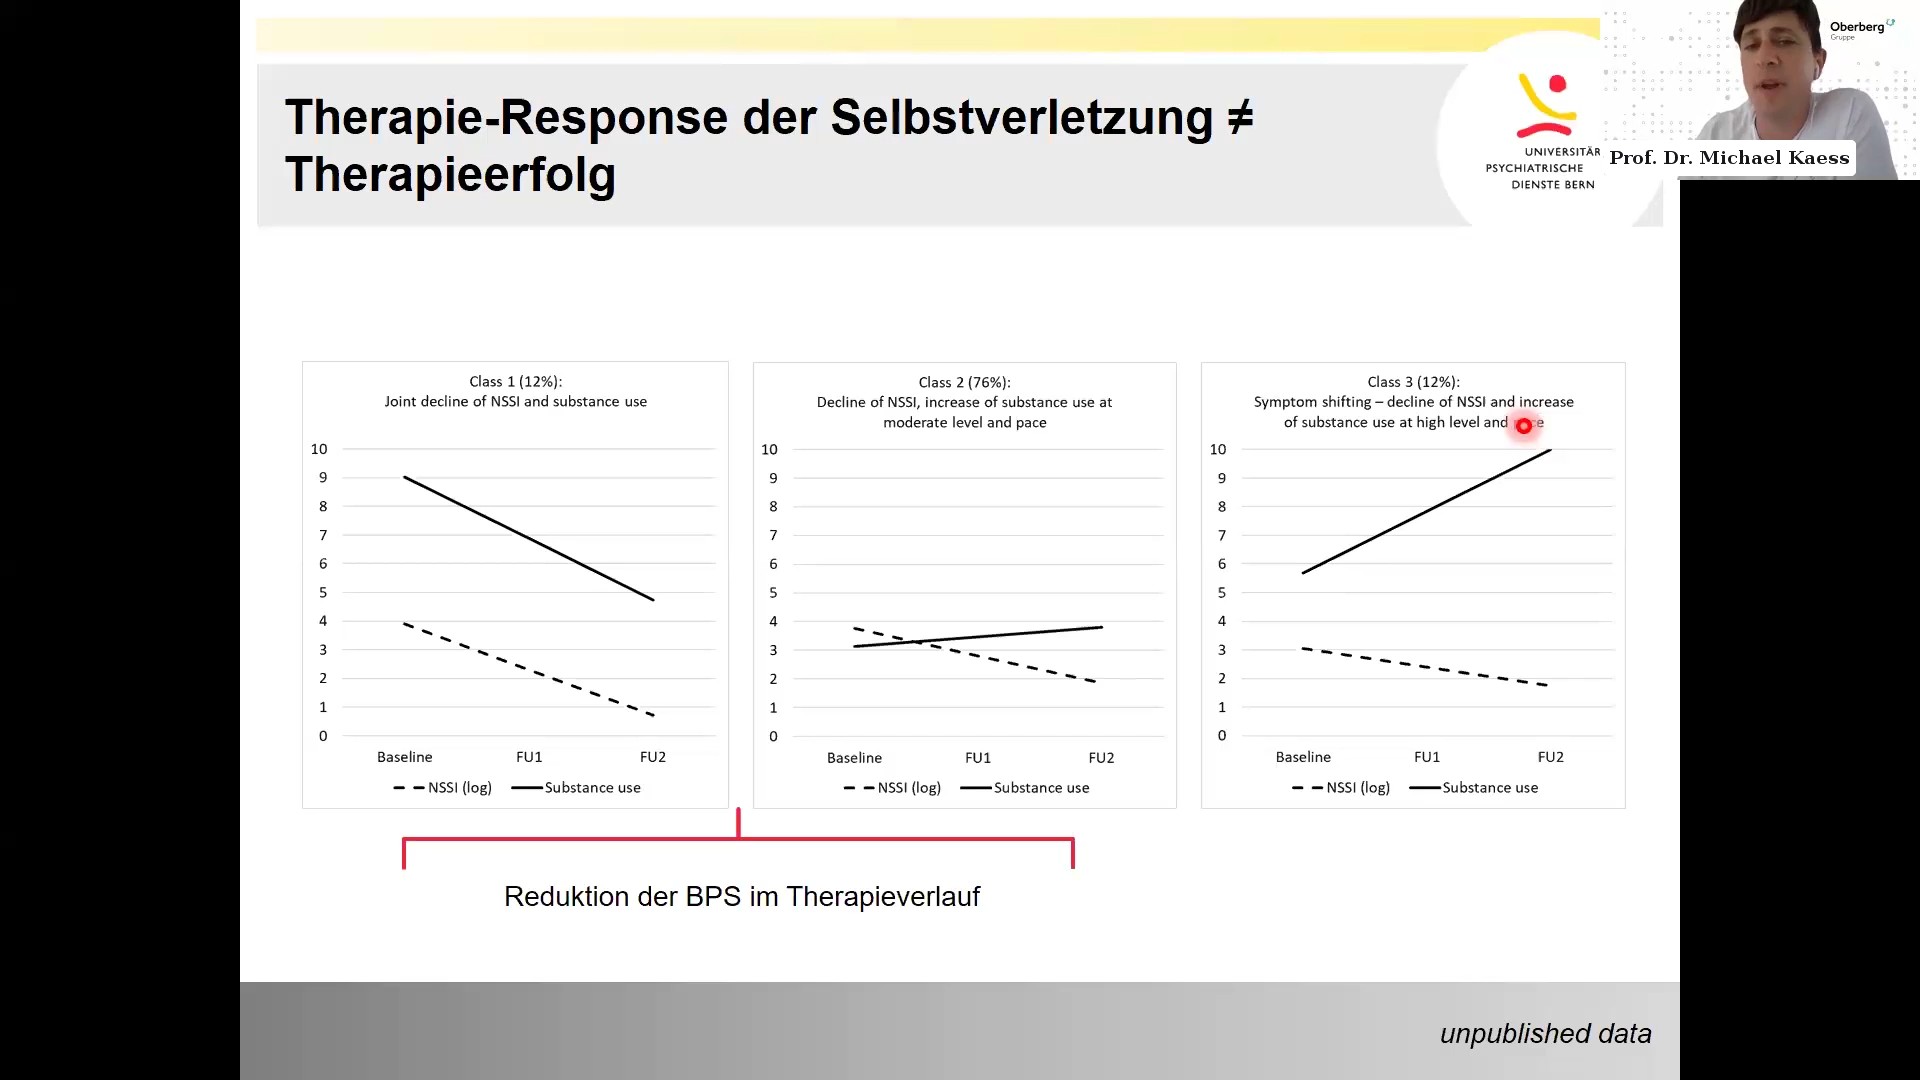 Therapie-Response der Selbstverletzung ≠
Therapieerfolg
UNIVERSITÄR
PSYCHIATRISCHE
DIENSTE BERN
Oberberg
Gruppe
Prof. Dr. Michael Kaess
Class 1 (12%):
Joint decline of NSSI and substance use
10
9
8
7
6
5
4
3
2
1
0
Baseline FU1 FU2
NSSI (log) Substance use
Class 2 (76%):
Decline of NSSI, increase of substance use at
moderate level and pace
10
9
8
7
6
5
4
3
2
1
0
Baseline FU1 FU2
NSSI (log) Substance use
Class 3 (12%):
Symptom shifting – decline of NSSI and increase
of substance use at high level and pace
10
9
8
7
6
5
4
3
2
1
0
Baseline FU1 FU2
NSSI (log) Substance use
Reduktion der BPS im Therapieverlauf
unpublished data